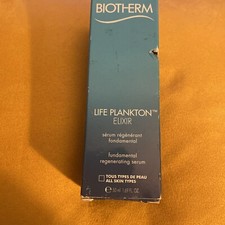 BIOTHERM
LIFE PLANKTON™
ELIXIR
sérum régénérant
fondamental
fundamental
regenerating serum
TOUS TYPES DE PEAU
ALL SKIN TYPES